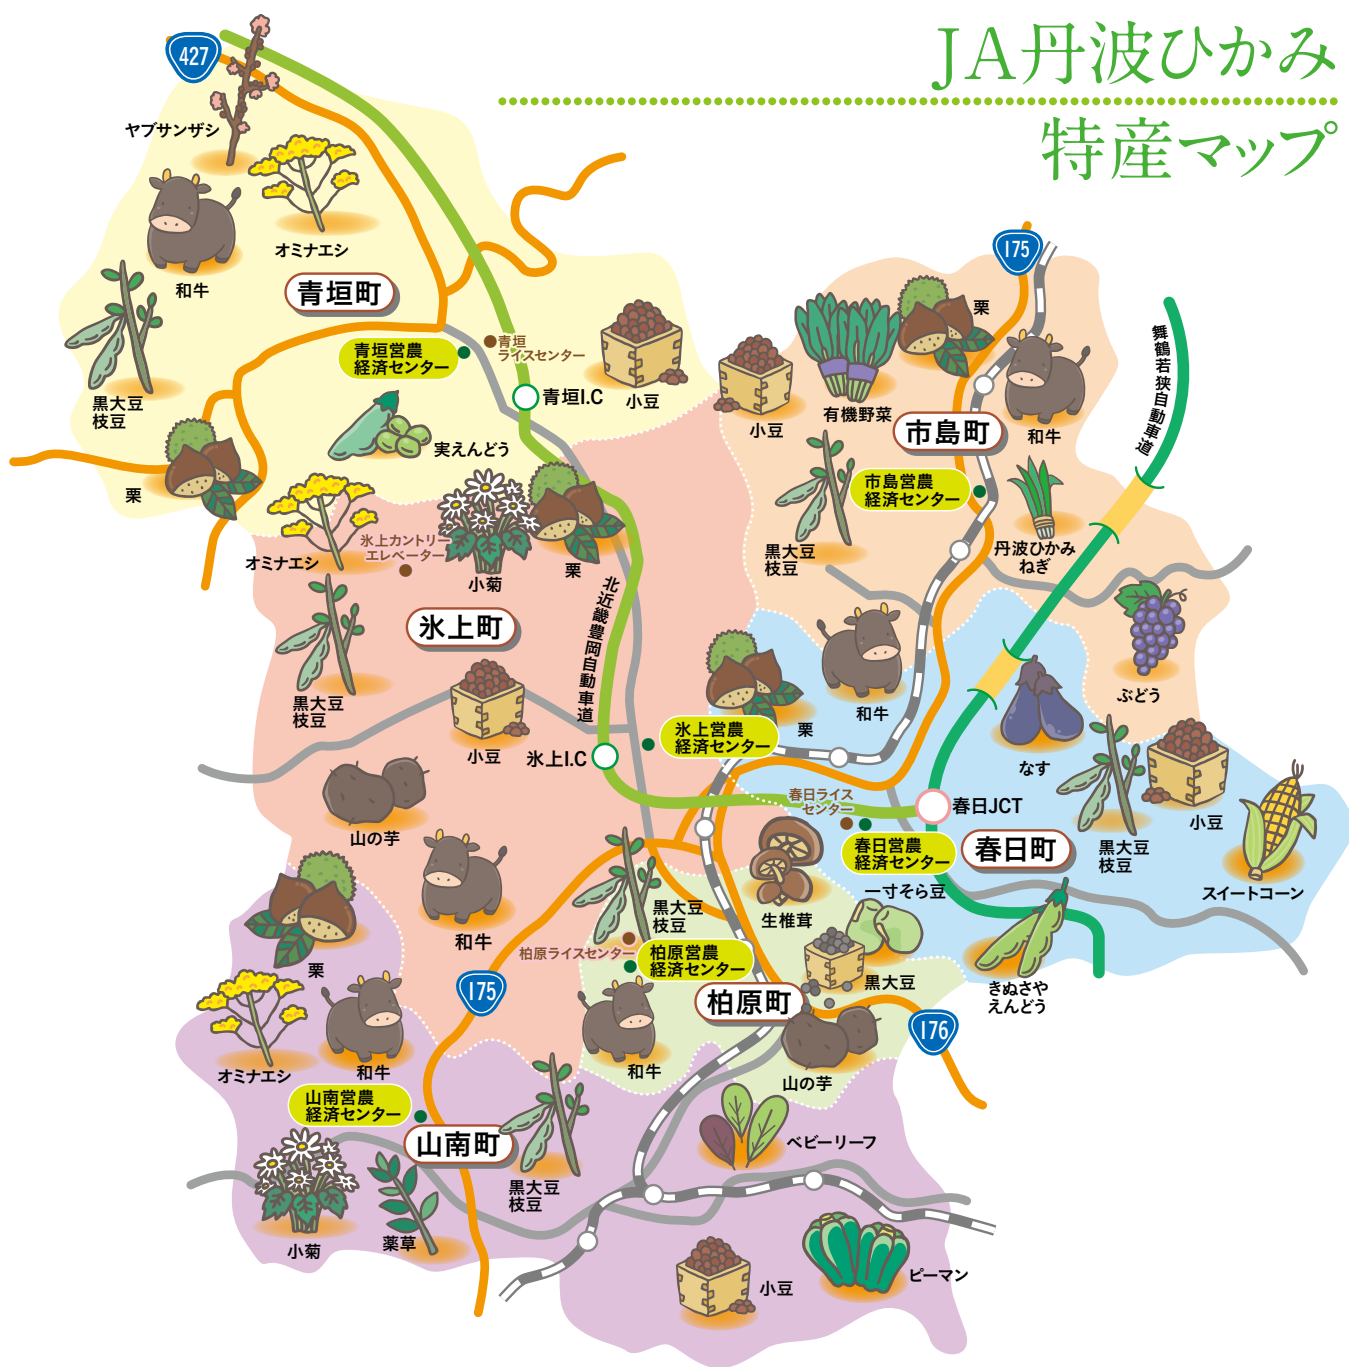 JA丹波ひかみ
特産マップ
427
ヤブサンザシ
オミナエシ
和牛
青垣町
黒大豆
枝豆
青垣営農
経済センター
青垣
ライスセンター
青垣I.C
小豆
実えんどう
栗
175
栗
小豆
有機野菜
市島町
和牛
舞鶴若狭自動車道
市島営農
経済センター
黒大豆
枝豆
丹波ひかみ
ねぎ
ぶどう
オミナエシ
氷上カントリー
エレベーター
小菊
栗
氷上町
北近畿豊岡自動車道
黒大豆
枝豆
小豆
氷上I.C
氷上営農
経済センター
山の芋
和牛
栗
和牛
なす
黒大豆
枝豆
小豆
スイートコーン
春日ライス
センター
春日JCT
春日町
春日営農
経済センター
一寸そら豆
きぬさや
えんどう
生椎茸
黒大豆
枝豆
柏原ライスセンター
柏原営農
経済センター
黒大豆
柏原町
和牛
山の芋
176
175
栗
オミナエシ
和牛
山南営農
経済センター
山南町
黒大豆
枝豆
小菊
薬草
ベビーリーフ
小豆
ピーマン